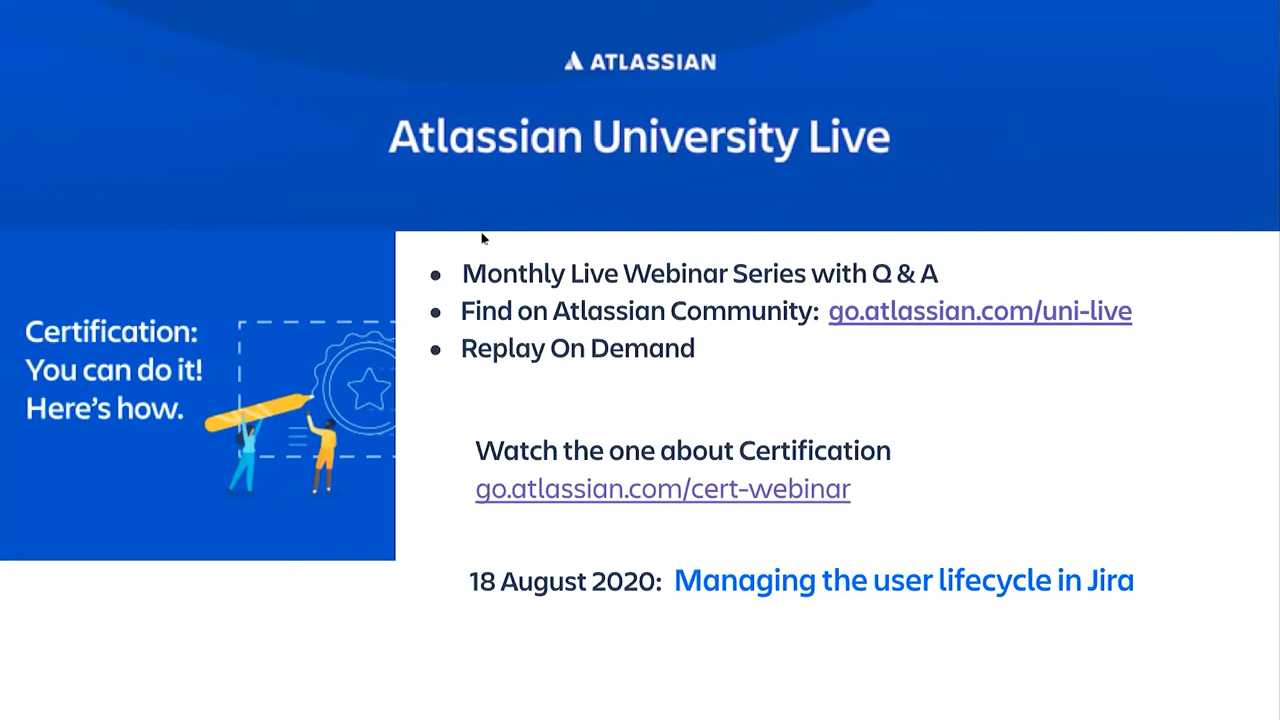 ATLASSIAN
Atlassian University Live
Certification:
You can do it!
Here's how.
• Monthly Live Webinar Series with Q & A
• Find on Atlassian Community: go.atlassian.com/uni-live
• Replay On Demand
Watch the one about Certification
go.atlassian.com/cert-webinar
18 August 2020: Managing the user lifecycle in Jira